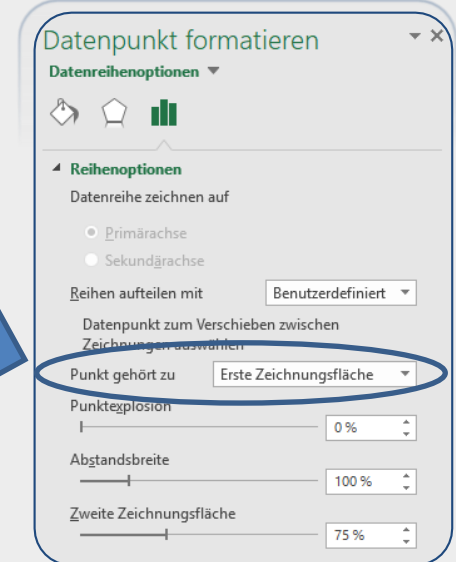 Datenpunkt formatieren
Datenreihenoptionen
Reihenoptionen
Datenreihe zeichnen auf
Primärachse
Sekundärachse
Reihen aufteilen mit Benutzerdefiniert
Datenpunkt zum Verschieben zwischen
Zeichnungen auswählen
Punkt gehört zu Erste Zeichnungsfläche
Punktexplosion
0 %
Abstandsbreite
100 %
Zweite Zeichnungsfläche
75 %